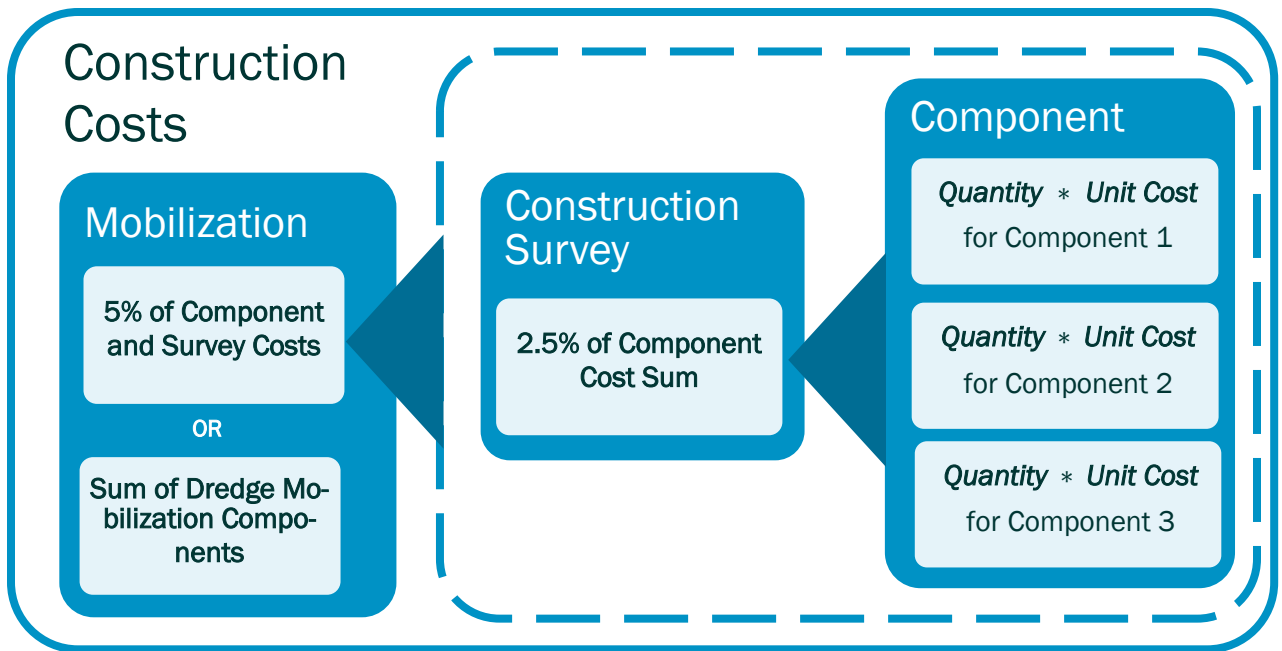 Construction
Costs
Mobilization
5% of Component
and Survey Costs
OR
Sum of Dredge Mo-
bilization Compo-
nents
Construction
Survey
2.5% of Component
Cost Sum
Component
Quantity * Unit Cost
for Component 1
Quantity * Unit Cost
for Component 2
Quantity * Unit Cost
for Component 3